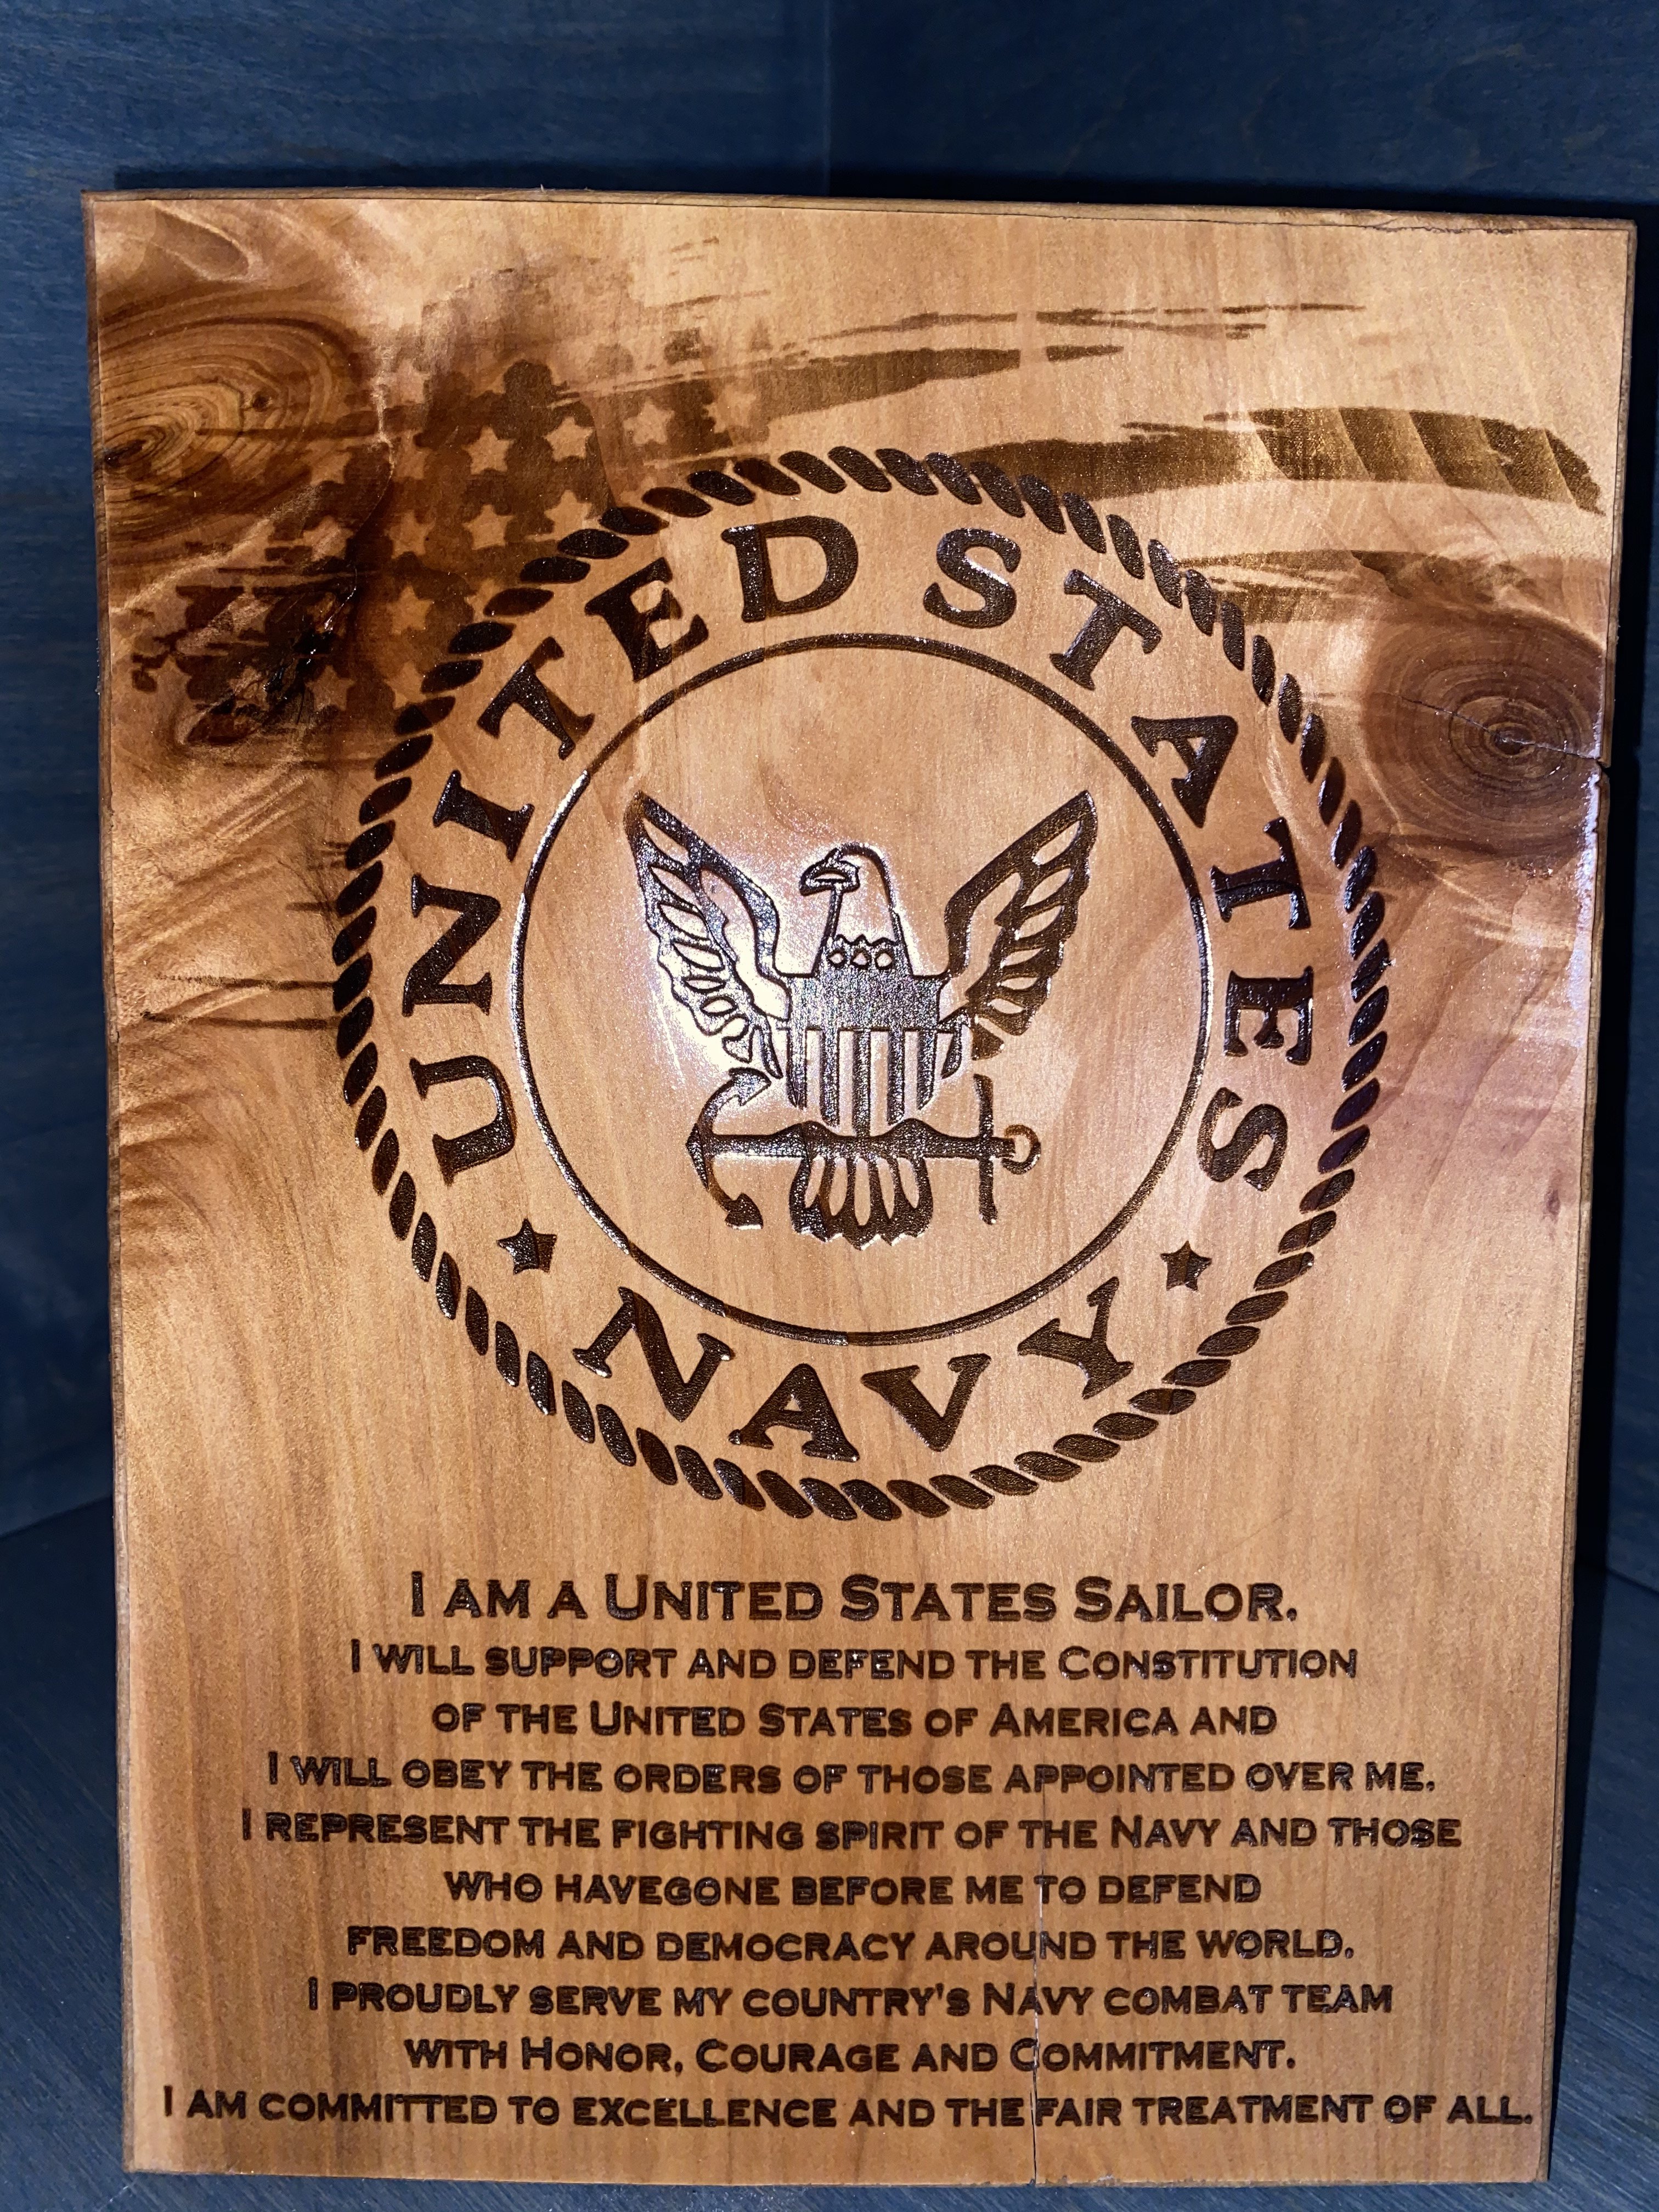 UNITED STATES
NAVY
I AM A UNITED STATES SAILOR.
I WILL SUPPORT AND DEFEND THE CONSTITUTION
OF THE UNITED STATES OF AMERICA AND
I WILL OBEY THE ORDERS OF THOSE APPOINTED OVER ME.
I REPRESENT THE FIGHTING SPIRIT OF THE NAVY AND THOSE
WHO HAVEGONE BEFORE ME TO DEFEND
FREEDOM AND DEMOCRACY AROUND THE WORLD.
I PROUDLY SERVE MY COUNTRY'S NAVY COMBAT TEAM
WITH HONOR, COURAGE AND COMMITMENT.
I AM COMMITTED TO EXCELLENCE AND THE FAIR TREATMENT OF ALL.